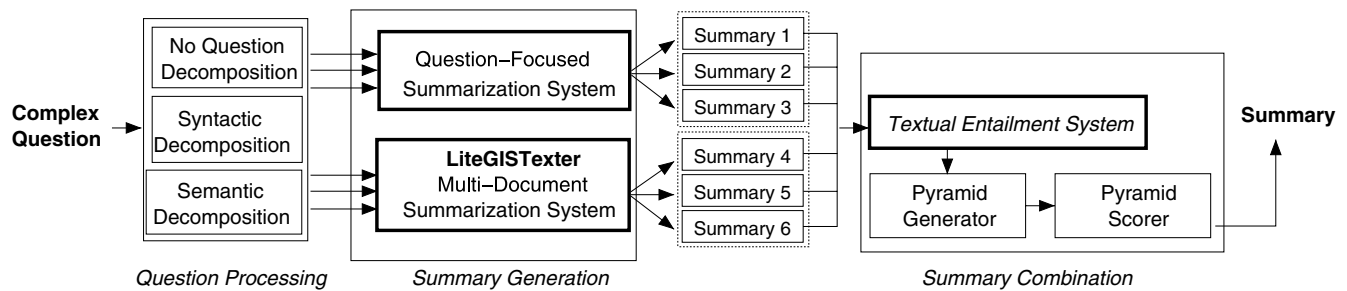 Complex
Question
No Question
Decomposition
Syntactic
Decomposition
Semantic
Decomposition
Question Processing
Question–Focused
Summarization System
LiteGISTexter
Multi–Document
Summarization System
Summary Generation
Summary 1
Summary 2
Summary 3
Summary 4
Summary 5
Summary 6
Textual Entailment System
Pyramid
Generator
Pyramid
Scorer
Summary Combination
Summary